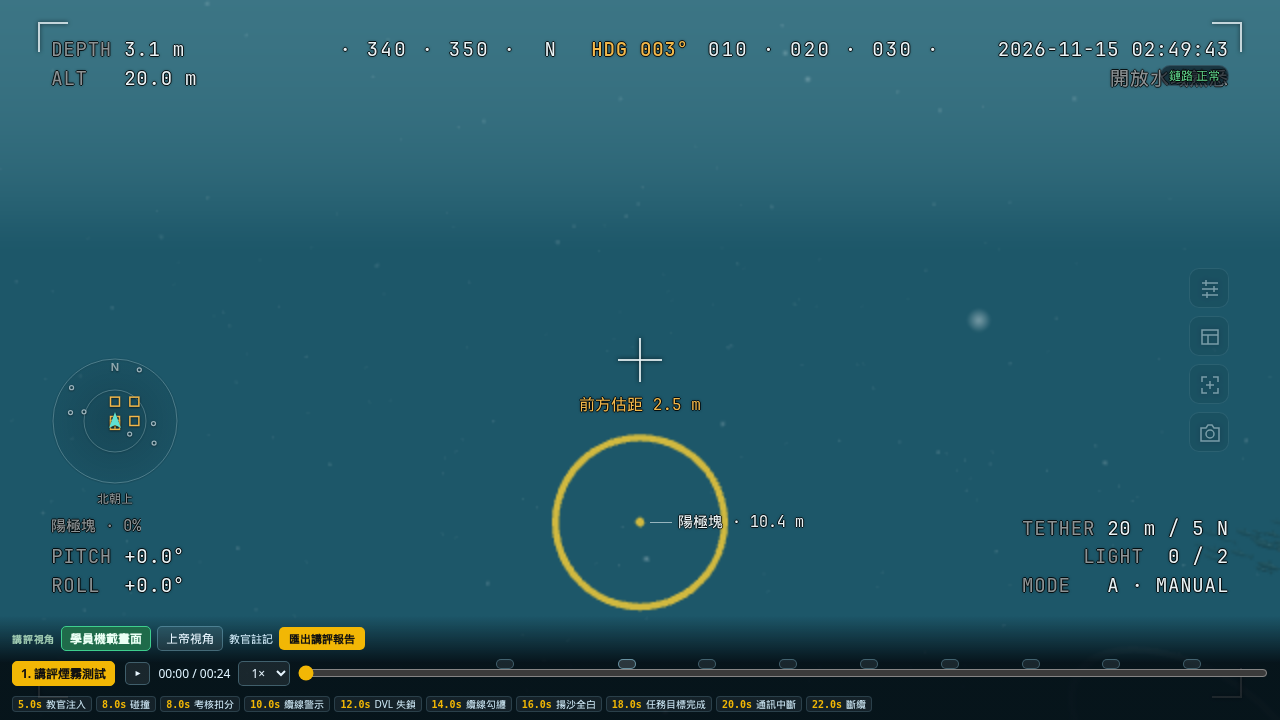 DEPTH 3.1 m
ALT 20.0 m
· 340 · 350 · N HDG 003° 010 · 020 · 030 ·
2026-11-15 02:49:43
開放水
鏈路 正常
前方估距 2.5 m
陽極塊 · 10.4 m
N
北朝上
陽極塊 · 0%
PITCH +0.0°
ROLL +0.0°
TETHER 20 m / 5 N
LIGHT 0 / 2
MODE A · MANUAL
講評視角 學員機載畫面 上帝視角 教官註記 匯出講評報告
1. 講評煙霧測試 00:00 / 00:24 1×
5.0s 教官注入 8.0s 碰撞 8.0s 考核扣分 10.0s 纜線警示 12.0s DVL 失鎖 14.0s 纜線勾纏 16.0s 揚沙全白 18.0s 任務目標完成 20.0s 通訊中斷 22.0s 斷纜